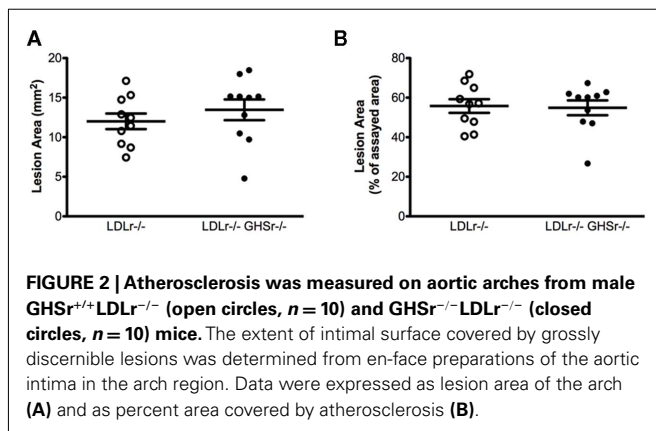 A
B
20
15
10
5
0
Lesion Area (mm²)
LDLr-/-
LDLr-/- GHSr-/-
80
60
40
20
0
Lesion Area
(% of assayed area)
LDLr-/-
LDLr-/- GHSr-/-
FIGURE 2 | Atherosclerosis was measured on aortic arches from male
GHSr+/+LDLr−/− (open circles, n = 10) and GHSr−/−LDLr−/− (closed
circles, n = 10) mice. The extent of intimal surface covered by grossly
discernible lesions was determined from en-face preparations of the aortic
intima in the arch region. Data were expressed as lesion area of the arch
(A) and as percent area covered by atherosclerosis (B).